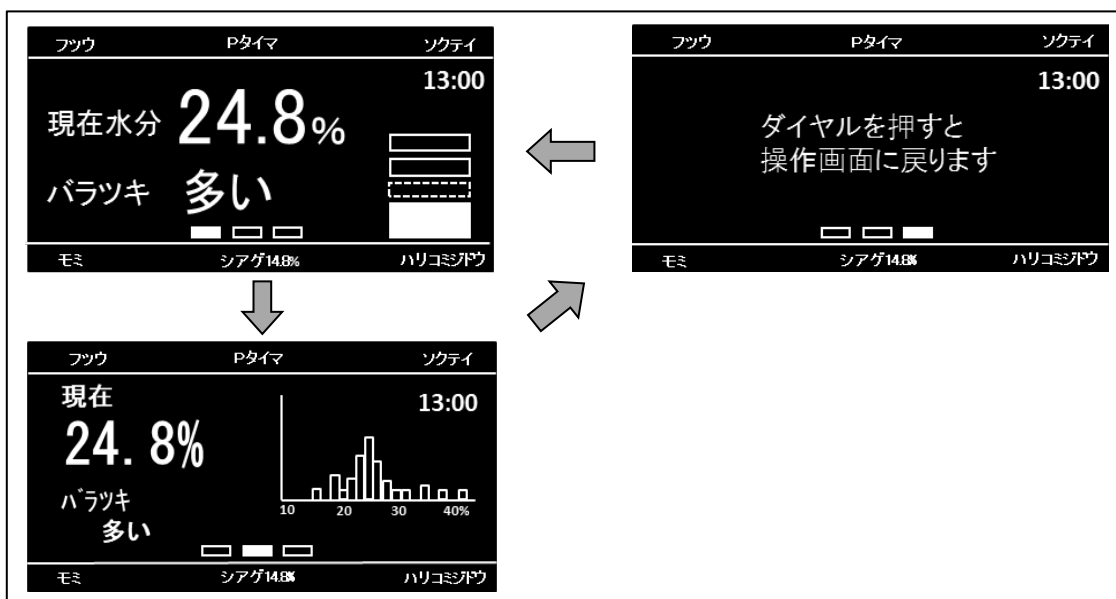 フツウ Pタイマ ソクテイ
13:00
現在水分 24.8%
バラツキ 多い
モミ シアゲ14.8% ハリコミジドウ
フツウ Pタイマ ソクテイ
13:00
ダイヤルを押すと
操作画面に戻ります
モミ シアゲ14.8% ハリコミジドウ
フツウ Pタイマ ソクテイ
現在
13:00
24.8%
バラツキ
多い
10 20 30 40%
モミ シアゲ14.8% ハリコミジドウ